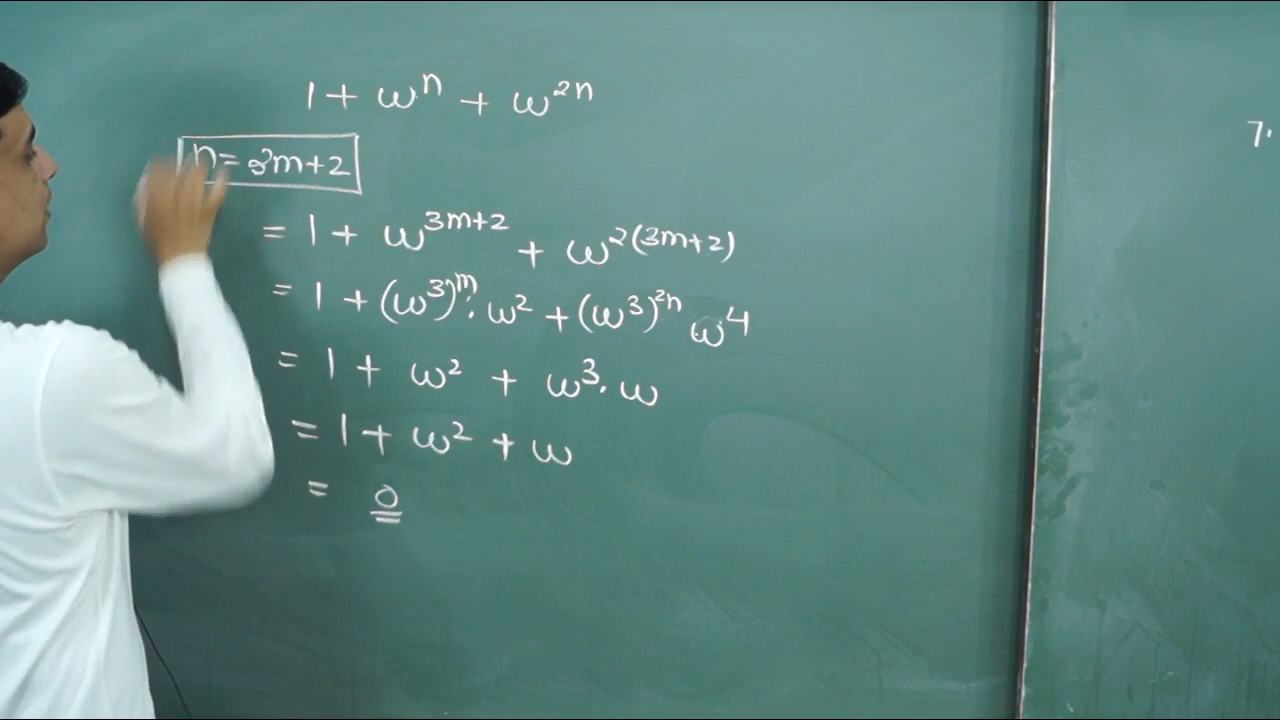 1 + ω^n + ω^2n
n = 3m+2
= 1 + ω^3m+2 + ω^2(3m+2)
= 1 + (ω^3)^m · ω^2 + (ω^3)^2n ω^4
= 1 + ω^2 + ω^3 · ω
= 1 + ω^2 + ω
= 0
7.